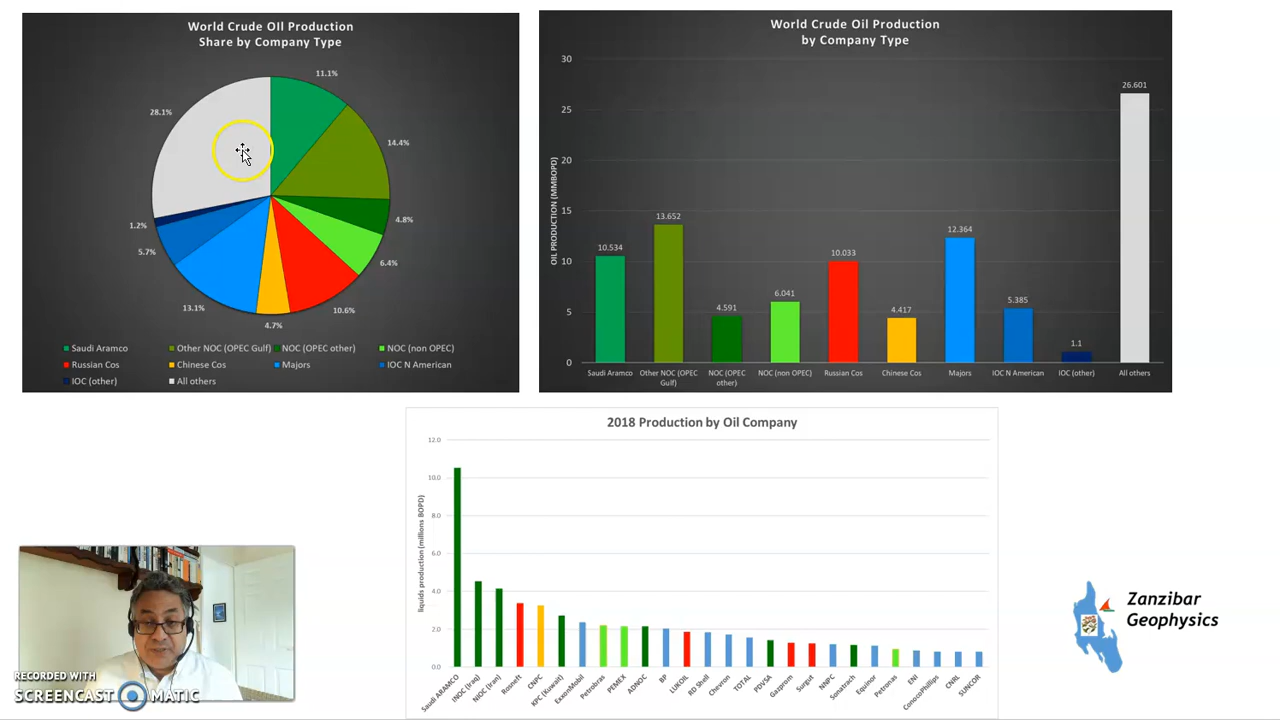 World Crude OIl Production
Share by Company Type
11.1%
28.1%
14.4%
4.8%
1.2%
5.7%
6.4%
13.1%
10.6%
4.7%
Saudi Aramco
Other NOC (OPEC Gulf)
NOC (OPEC other)
NOC (non OPEC)
Russian Cos
Chinese Cos
Majors
IOC N American
IOC (other)
All others
World Crude Oil Production
by Company Type
OIL PRODUCTION (MMBOPD)
30
25
20
15
10
5
0
10.534
13.652
4.591
6.041
10.033
4.417
12.364
5.385
1.1
26.601
Saudi Aramco
Other NOC (OPEC
Gulf)
NOC (OPEC
other)
NOC (non OPEC)
Russian Cos
Chinese Cos
Majors
IOC N American
IOC (other)
All others
2018 Production by Oil Company
liquids production (millions BOPD)
12.0
10.0
8.0
6.0
4.0
2.0
0.0
Saudi ARAMCO
INOC (Iraq)
NIOC (Iran)
Rosneft
CNPC
KPC (Kuwait)
ExxonMobil
Petrobras
PEMEX
ADNOC
BP
LUKOIL
RD Shell
Chevron
TOTAL
PDVSA
Gazprom
Surgut
NNPC
Sonatrach
Equinor
Petronas
ENI
ConocoPhillips
CNRL
SUNCOR
Zanzibar
Geophysics
RECORDED WITH
SCREENCAST MATIC